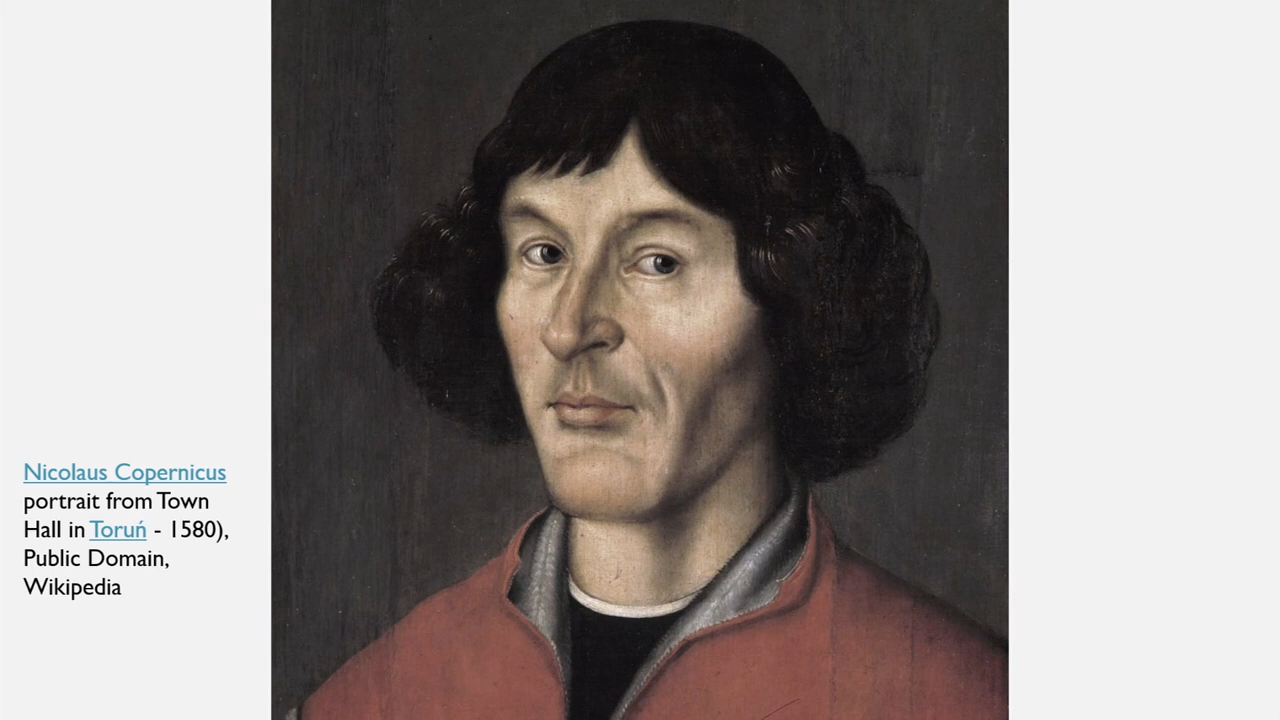 Nicolaus Copernicus
portrait from Town
Hall in Toruń - 1580),
Public Domain,
Wikipedia